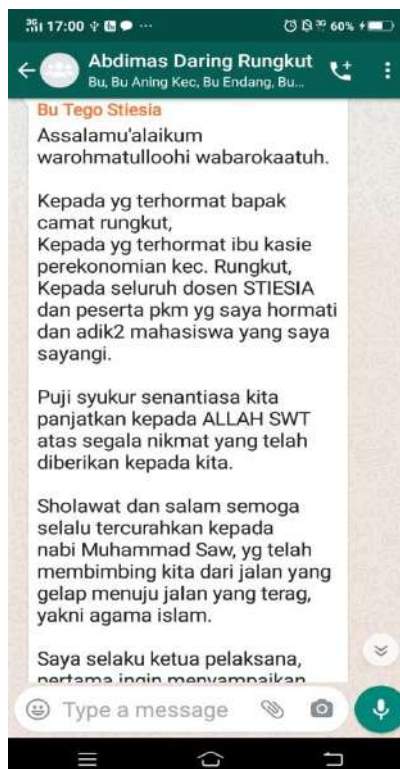 17:00
60%
Abdimas Daring Rungkut
Bu, Bu Aning Kec, Bu Endang, Bu...
Bu Tego Stiesia
Assalamu'alaikum
warohmatulloohi wabarokaatuh.
Kepada yg terhormat bapak
camat rungkut,
Kepada yg terhormat ibu kasie
perekonomian kec. Rungkut,
Kepada seluruh dosen STIESIA
dan peserta pkm yg saya hormati
dan adik2 mahasiswa yang saya
sayangi.
Puji syukur senantiasa kita
panjatkan kepada ALLAH SWT
atas segala nikmat yang telah
diberikan kepada kita.
Sholawat dan salam semoga
selalu tercurahkan kepada
nabi Muhammad Saw, yg telah
membimbing kita dari jalan yang
gelap menuju jalan yang terag,
yakni agama islam.
Saya selaku ketua pelaksana,
pertama ingin menyampaikan
Type a message